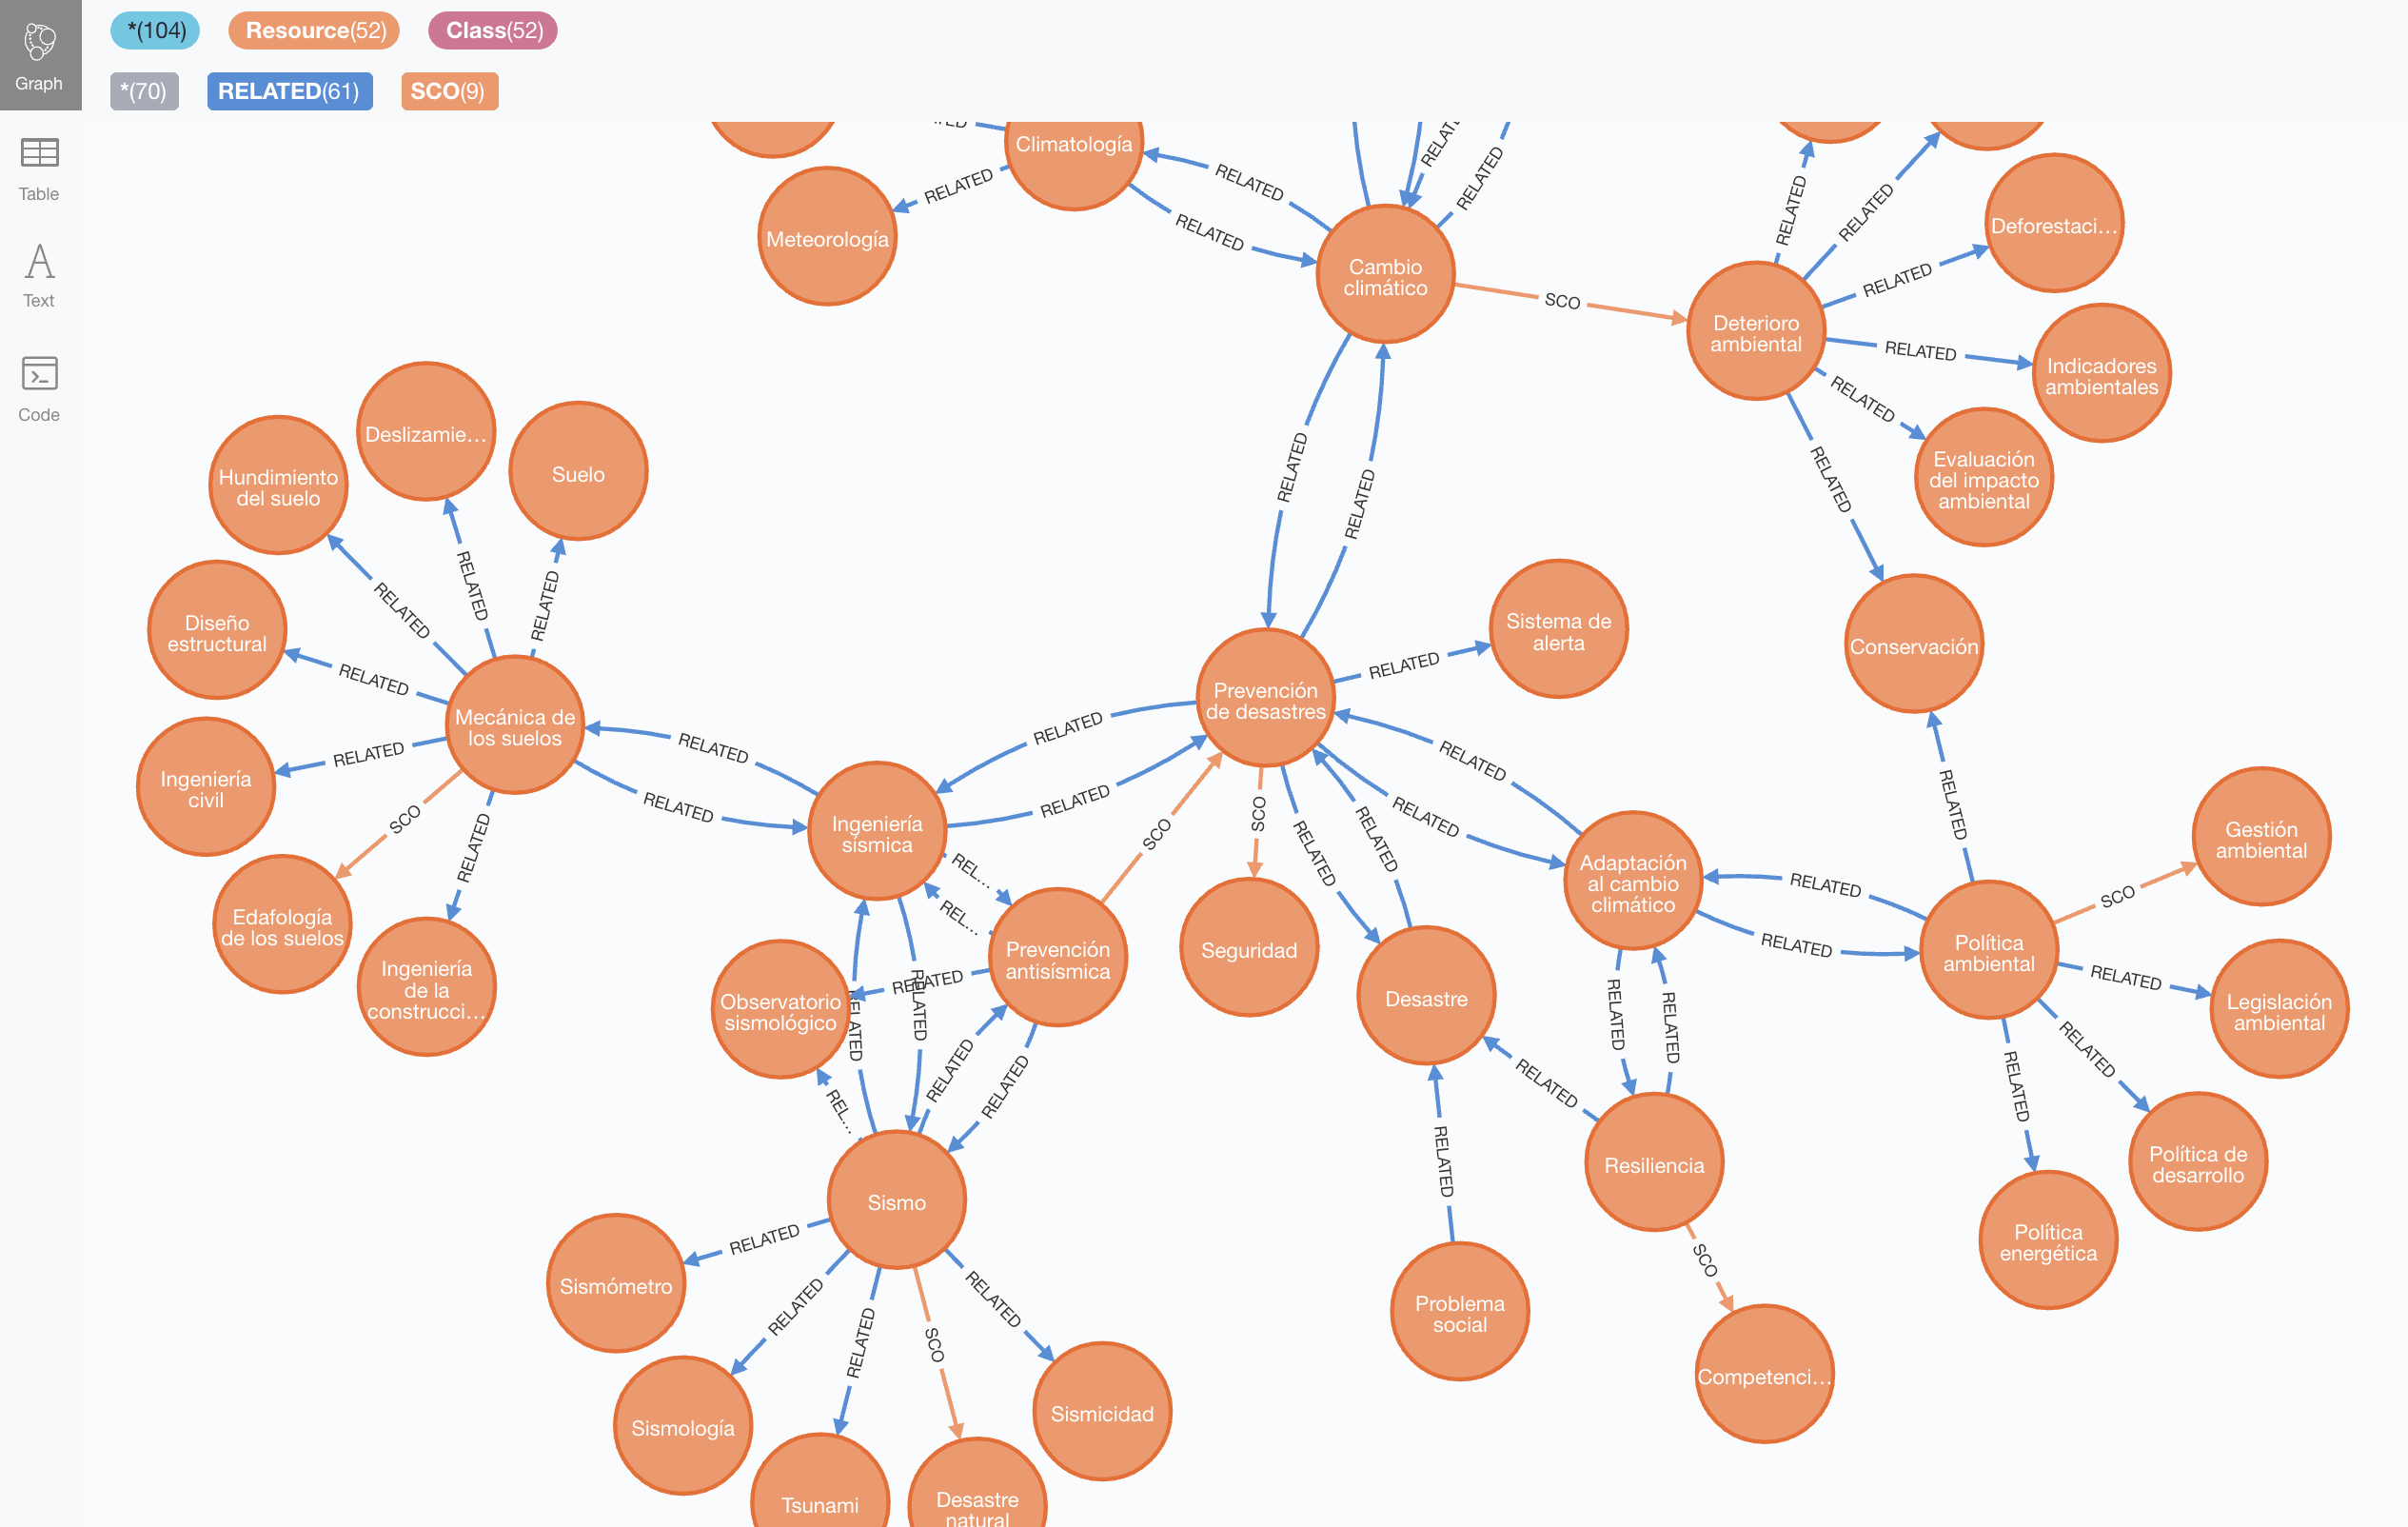 *(104) Resource(52) Class(52)
*(70) RELATED(61) SCO(9)
Graph
Table
Text
Code
Climatología
RELATED
Meteorología
RELATED
RELATED
RELATED
Cambio
climático
SCO
Deterioro
ambiental
RELATED
RELATED
RELATED
Deforestaci…
RELATED
Indicadores
ambientales
RELATED
Evaluación
del impacto
ambiental
RELATED
Conservación
RELATED
RELATED
Deslizamie…
Hundimiento
del suelo
Suelo
RELATED
RELATED
RELATED
Diseño
estructural
RELATED
Mecánica de
los suelos
RELATED
Ingeniería
civil
SCO
RELATED
Edafología
de los suelos
Ingeniería
de la
construcci…
RELATED
RELATED
Ingeniería
sísmica
RELATED
RELATED
Prevención
de desastres
RELATED
Sistema de
alerta
SCO
SCO
REL…
REL…
Prevención
antisísmica
RELATED
Observatorio
sismológico
RELATED
RELATED
RELATED
RELATED
REL…
Seguridad
RELATED
RELATED
Desastre
RELATED
RELATED
Adaptación
al cambio
climático
RELATED
RELATED
Política
ambiental
RELATED
SCO
Gestión
ambiental
RELATED
Legislación
ambiental
RELATED
Política de
desarrollo
RELATED
Política
energética
RELATED
RELATED
Resiliencia
RELATED
SCO
Competenci…
RELATED
Problema
social
Sismo
RELATED
Sismómetro
RELATED
Sismología
RELATED
Tsunami
SCO
Desastre
natural
RELATED
Sismicidad